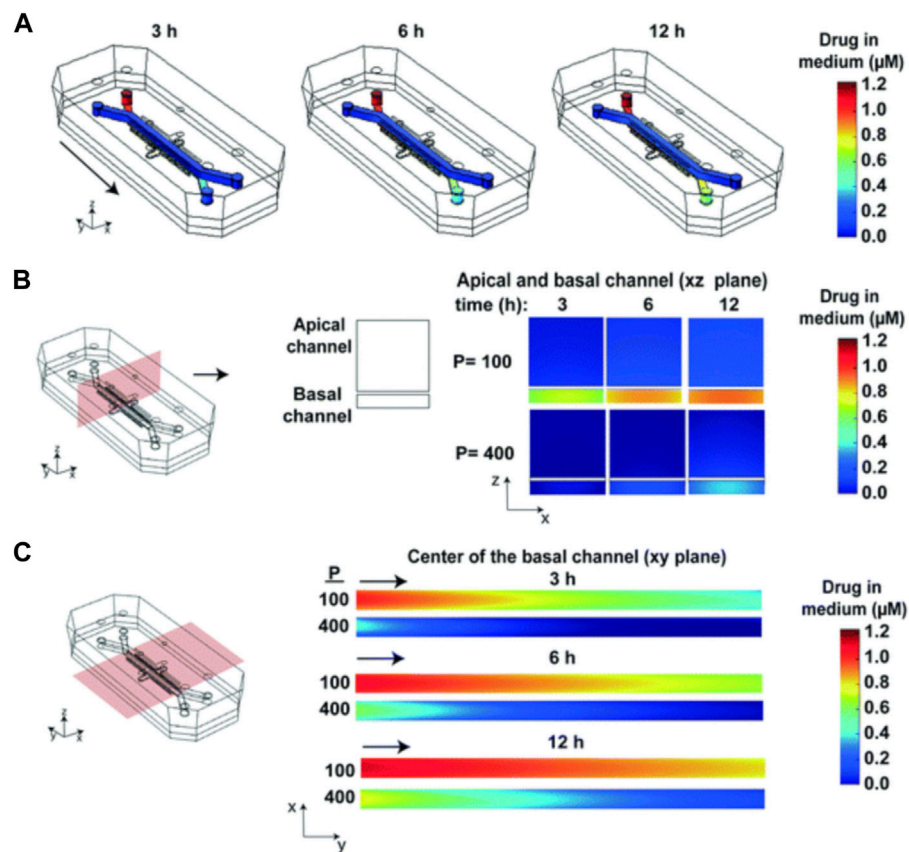 A
3 h
6 h
12 h
Drug in
medium (µM)
1.2
1.0
0.8
0.6
0.4
0.2
0.0
z
y
x
B
Apical and basal channel (xz plane)
time (h): 3 6 12
Apical
channel
Basal
channel
P= 100
P= 400
z
x
z
y
x
Drug in
medium (µM)
1.2
1.0
0.8
0.6
0.4
0.2
0.0
C
Center of the basal channel (xy plane)
P
3 h
100
400
6 h
100
400
12 h
100
400
x
y
z
y
x
Drug in
medium (µM)
1.2
1.0
0.8
0.6
0.4
0.2
0.0